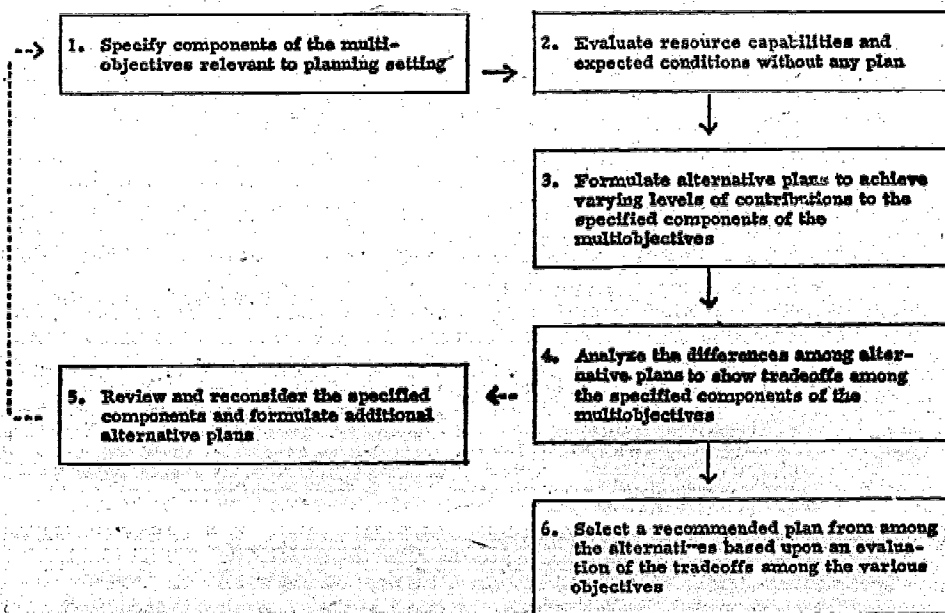 1. Specify components of the multi-
objectives relevant to planning setting
2. Evaluate resource capabilities and
expected conditions without any plan
3. Formulate alternative plans to achieve
varying levels of contributions to the
specified components of the
multiobjectives
4. Analyze the differences among alter-
native plans to show tradeoffs among
the specified components of the
multiobjectives
5. Review and reconsider the specified
components and formulate additional
alternative plans
6. Select a recommended plan from among
the alternatives based upon an evalua-
tion of the tradeoffs among the various
objectives